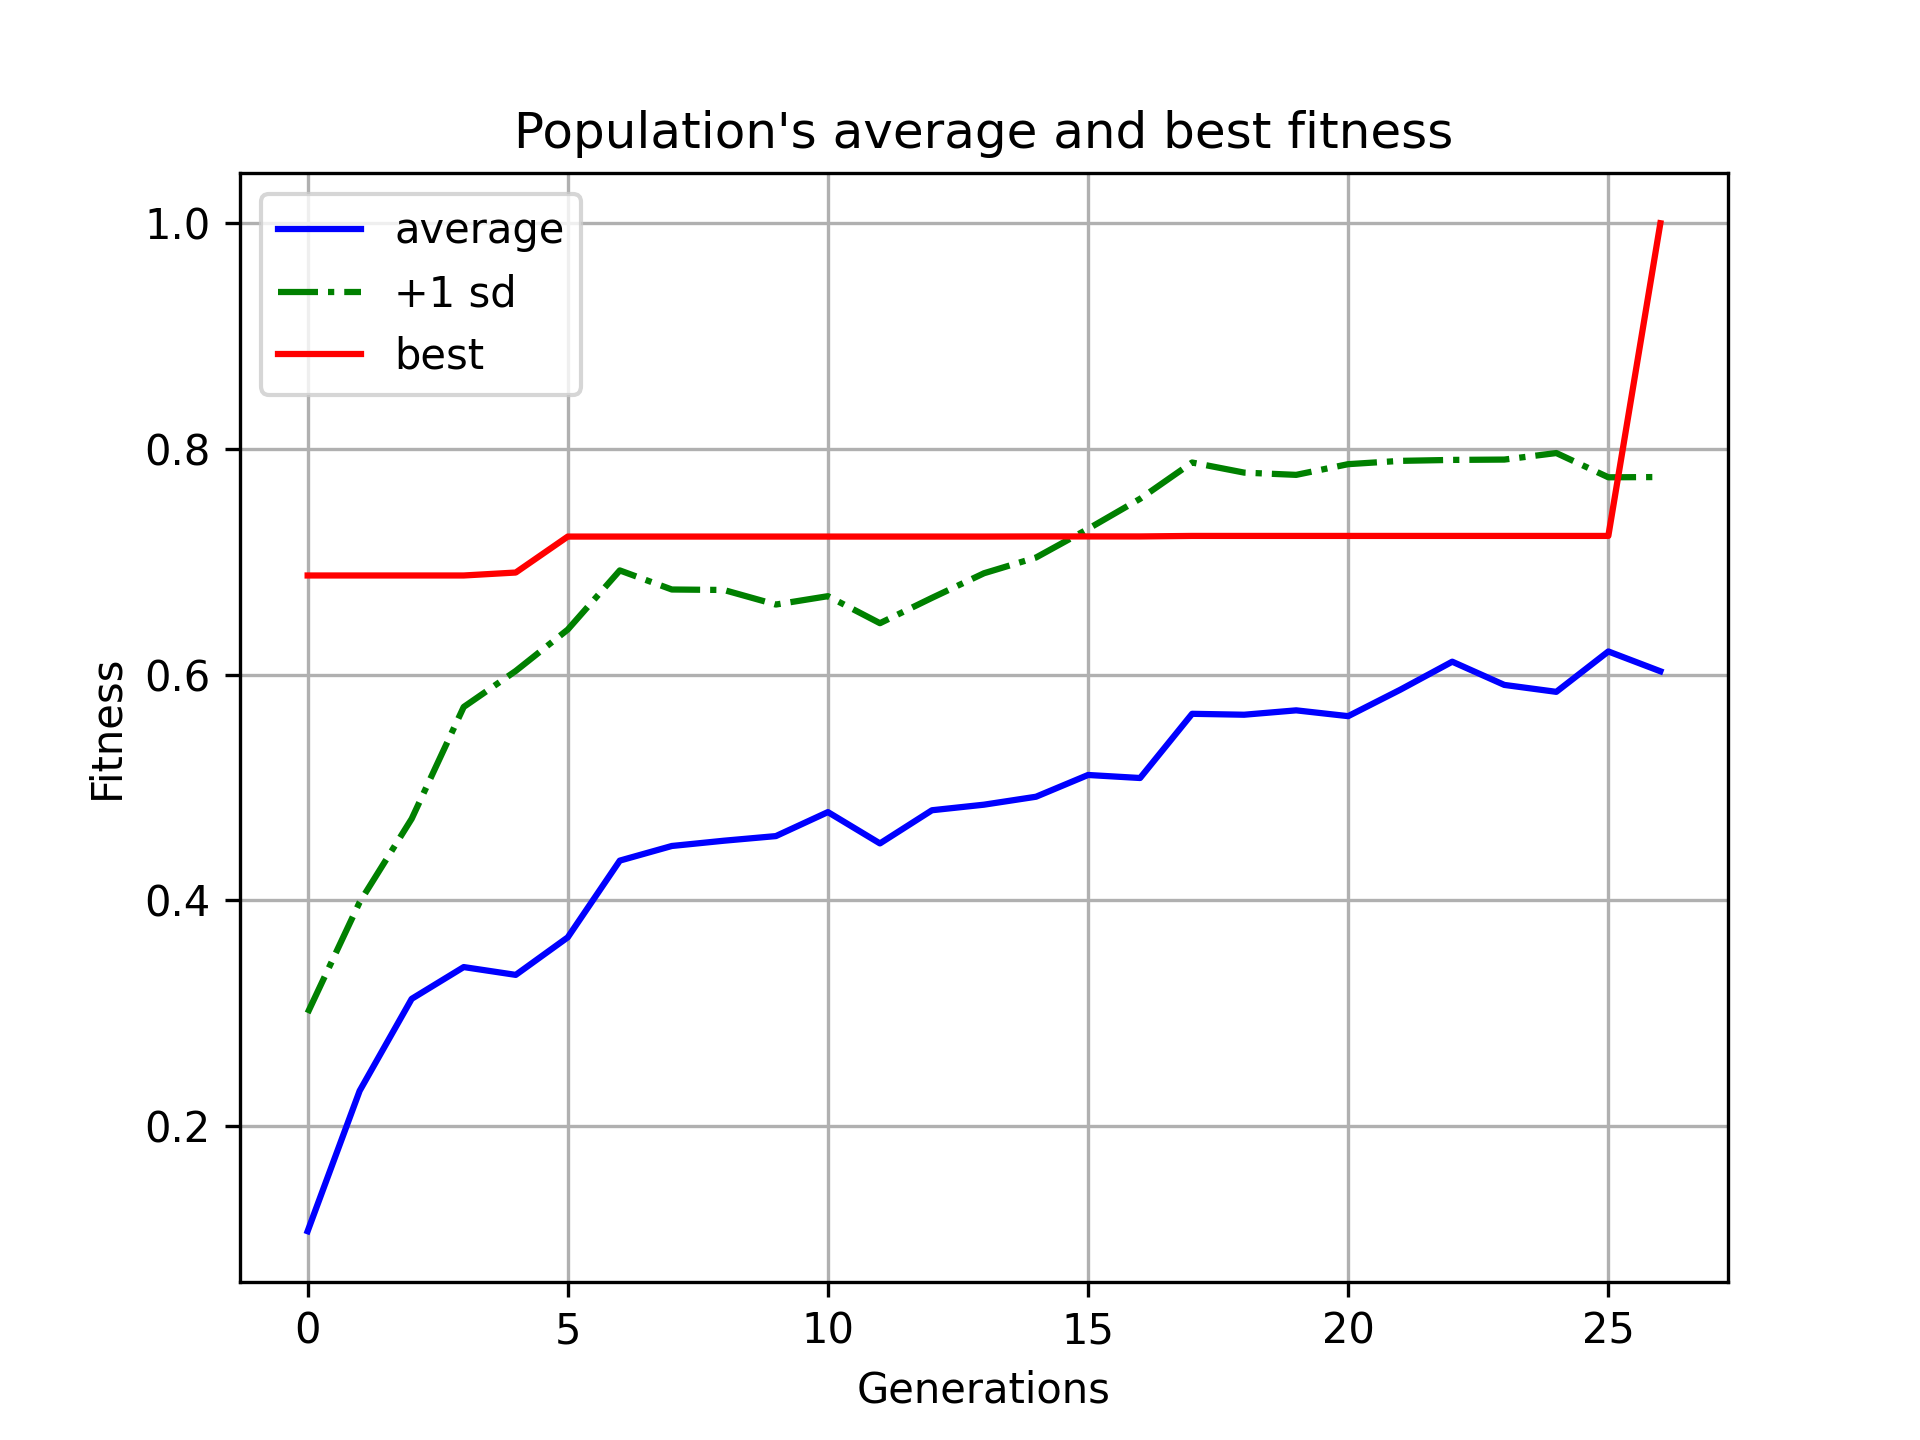 Population's average and best fitness
average
+1 sd
best
1.0
0.8
0.6
0.4
0.2
Fitness
0 5 10 15 20 25
Generations